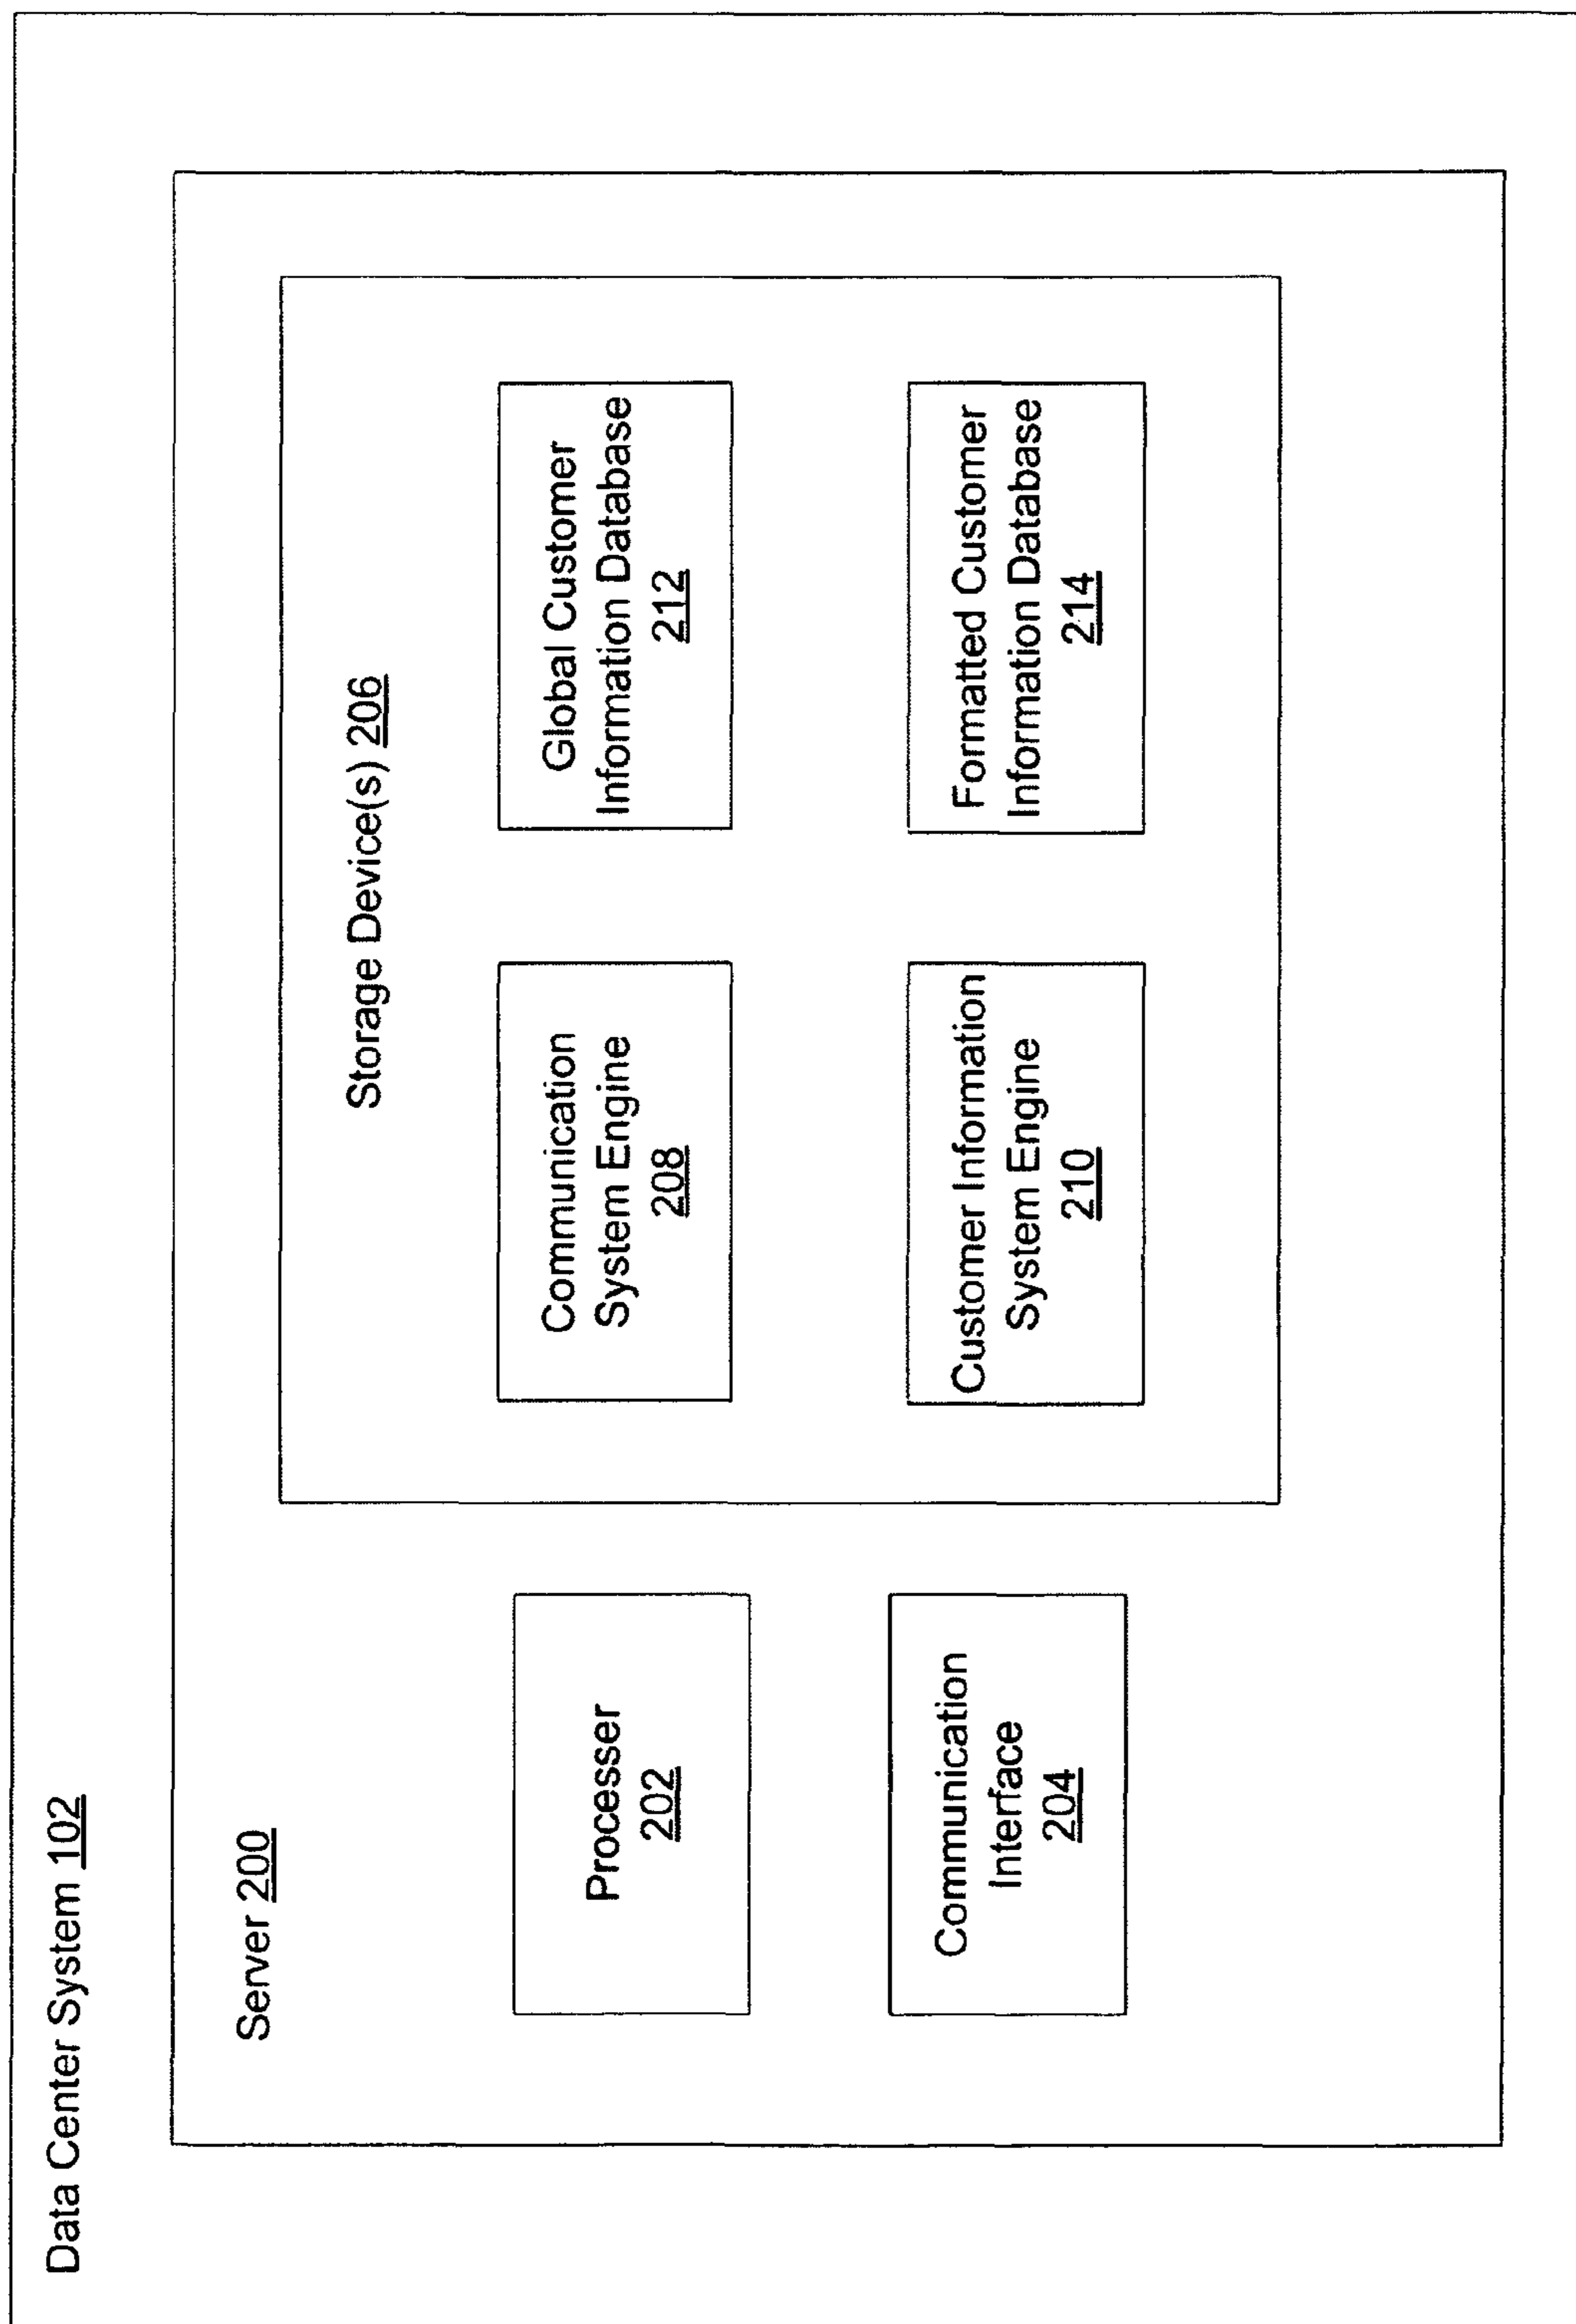 Data Center System 102
Server 200
Storage Device(s) 206
Processer
202
Communication
System Engine
208
Global Customer
Information Database
212
Communication
Interface
204
Customer Information
System Engine
210
Formatted Customer
Information Database
214